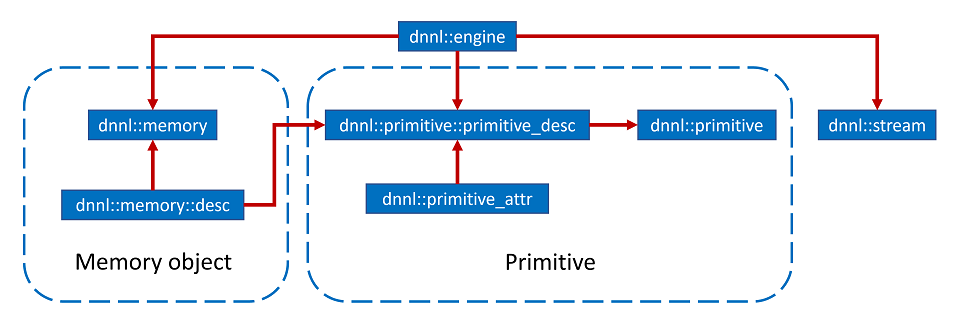 dnnl::engine
dnnl::memory
dnnl::primitive::primitive_desc
dnnl::primitive
dnnl::stream
dnnl::memory::desc
dnnl::primitive_attr
Memory object
Primitive